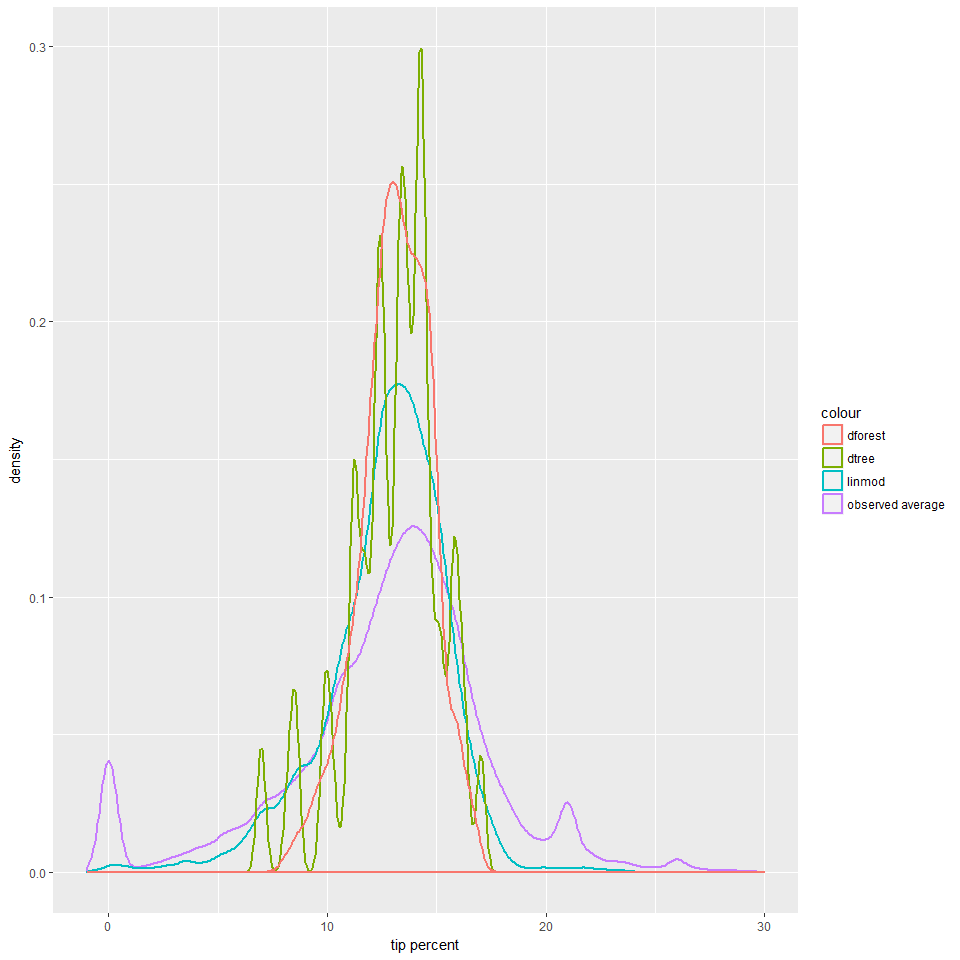 0.3
0.2
0.1
0.0
density
0
10
20
30
tip percent
colour
dforest
dtree
linmod
observed average